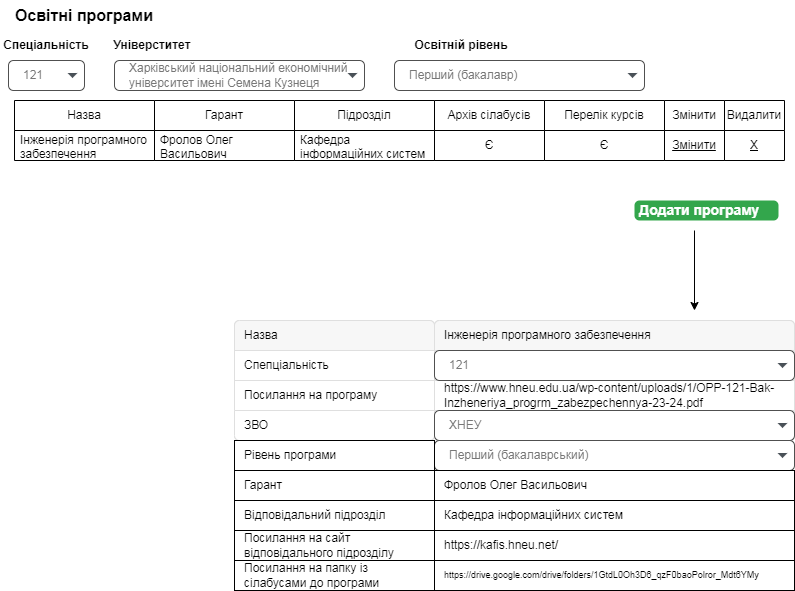 Освітні програми
Спеціальність Університет Освітній рівень
121 Харківський національний економічний Перший (бакалавр)
університет імені Семена Кузнеця
Назва Гарант Підрозділ Архів сілабусів Перелік курсів Змінити Видалити
Інженерія програмного Фролов Олег Кафедра Є Є Змінити X
забезпечення Васильович інформаційних систем
Додати програму
Назва Інженерія програмного забезпечення
Спепціальність 121
Посилання на програму https://www.hneu.edu.ua/wp-content/uploads/1/OPP-121-Bak-
Inzheneriya_progrm_zabezpechennya-23-24.pdf
ЗВО ХНЕУ
Рівень програми Перший (бакалаврський)
Гарант Фролов Олег Васильович
Відповідальний підрозділ Кафедра інформаційних систем
Посилання на сайт
відповідального підрозділу https://kafis.hneu.net/
Посилання на папку із
сілабусами до програми https://drive.google.com/drive/folders/1GtdL0Oh3D6_qzF0baoPolror_Mdt6YMy